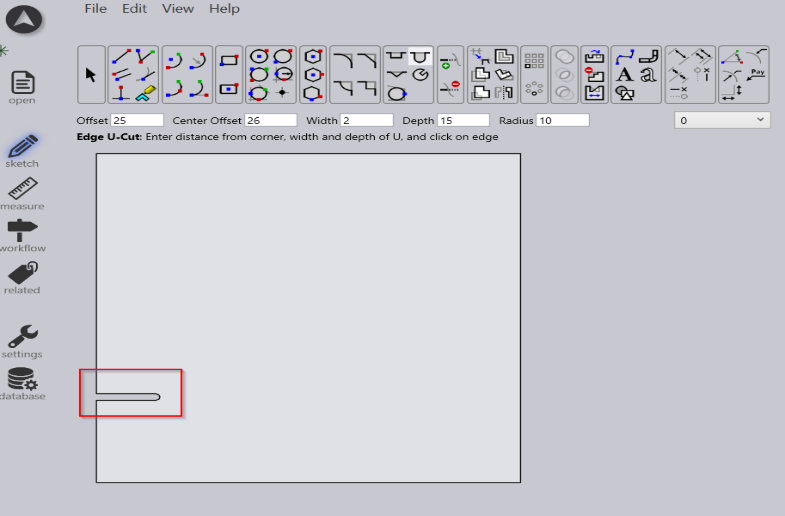 File Edit View Help
open
A a
Pay
Offset 25 Center Offset 26 Width 2 Depth 15 Radius 10 0
Edge U-Cut: Enter distance from corner, width and depth of U, and click on edge
sketch
measure
workflow
related
settings
database